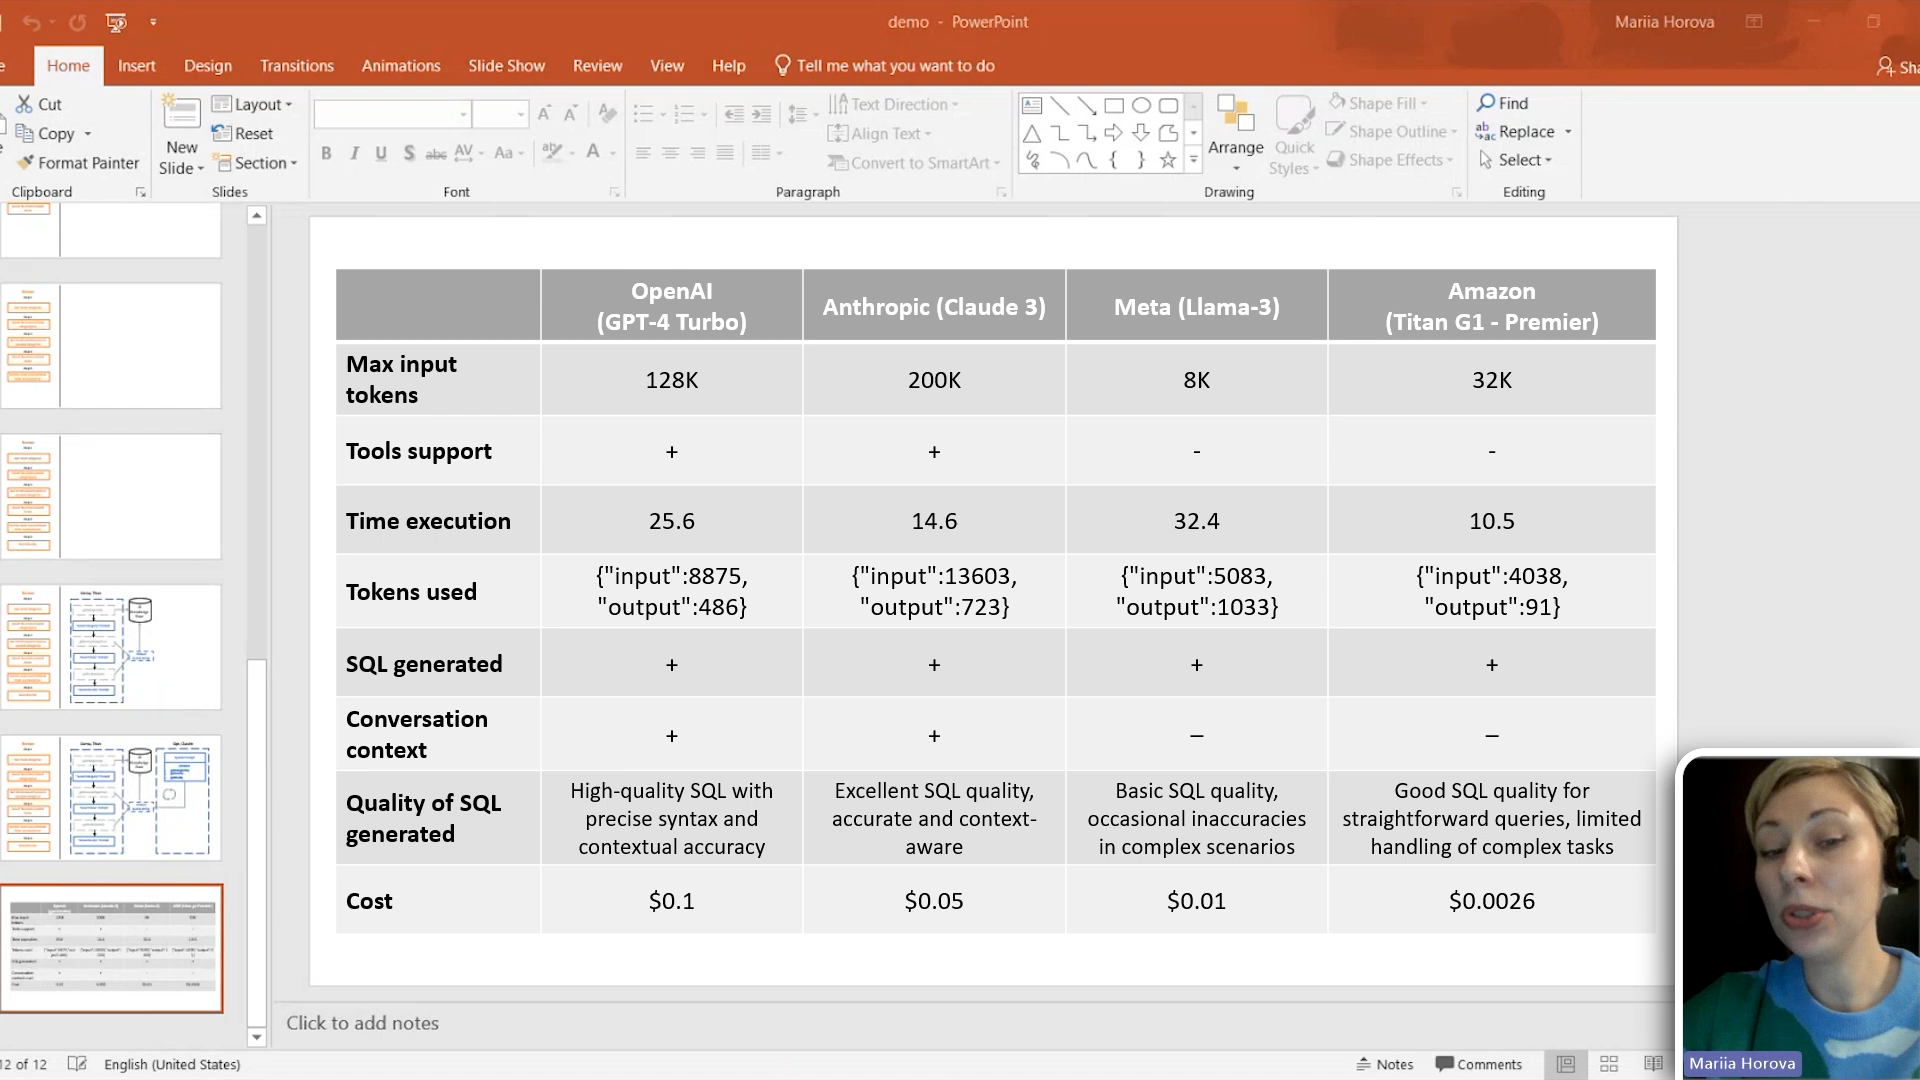 demo - PowerPoint
Mariia Horova
Home Insert Design Transitions Animations Slide Show Review View Help Tell me what you want to do
Cut
Copy
Format Painter
Clipboard
New
Slide
Layout
Reset
Section
Slides
Font
Text Direction
Align Text
Convert to SmartArt
Paragraph
Arrange
Quick
Styles
Shape Fill
Shape Outline
Shape Effects
Drawing
Find
Replace
Select
Editing
OpenAI
(GPT-4 Turbo)
Anthropic (Claude 3)
Meta (Llama-3)
Amazon
(Titan G1 - Premier)
Max input
tokens
128K
200K
8K
32K
Tools support
+
+
-
-
Time execution
25.6
14.6
32.4
10.5
Tokens used
{"input":8875,
"output":486}
{"input":13603,
"output":723}
{"input":5083,
"output":1033}
{"input":4038,
"output":91}
SQL generated
+
+
+
+
Conversation
context
+
+
–
–
Quality of SQL
generated
High-quality SQL with
precise syntax and
contextual accuracy
Excellent SQL quality,
accurate and context-
aware
Basic SQL quality,
occasional inaccuracies
in complex scenarios
Good SQL quality for
straightforward queries, limited
handling of complex tasks
Cost
$0.1
$0.05
$0.01
$0.0026
Click to add notes
12 of 12
English (United States)
Notes
Comments
Mariia Horova